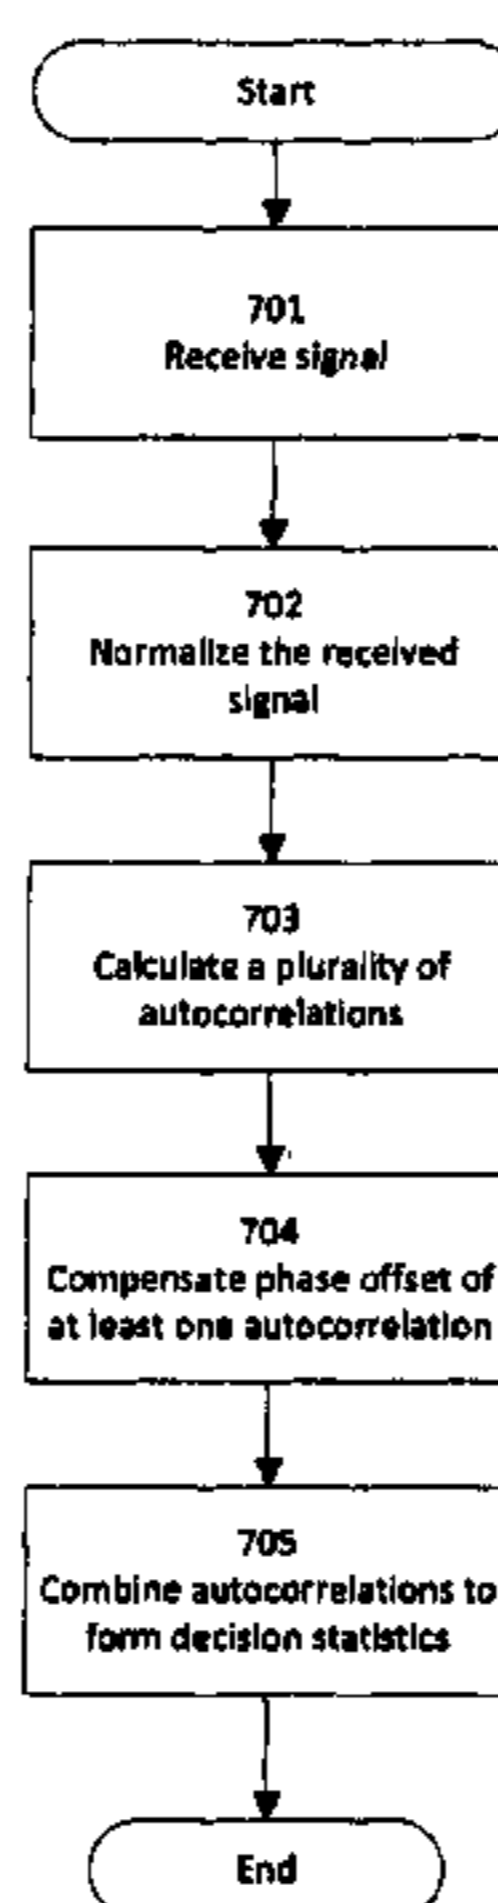 Start
701
Receive signal
702
Normalize the received
signal
703
Calculate a plurality of
autocorrelations
704
Compensate phase offset of
at least one autocorrelation
705
Combine autocorrelations to
form decision statistics
End